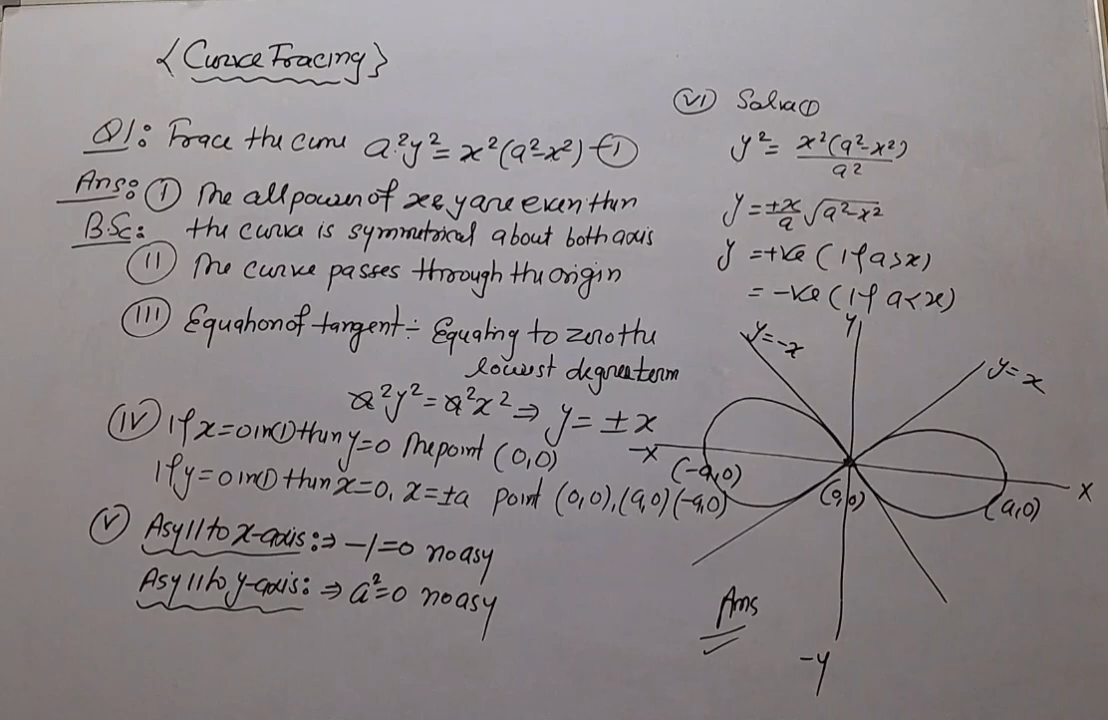 {Curve Tracing}
Q1: Trace the curve a²y² = x²(a²-x²) —①
Ans: (I) The all power of x & y are even then
B.Sc: the curve is symmetrical about both axis
(II) The curve passes through the origin
(III) Equation of tangent :- Equating to zero the
lowest degree term
a²y² = a²x² ⇒ y = ± x
(IV) If x=0 in ① then y=0 The point (0,0)
If y=0 in ① then x=0, x=±a point (0,0),(a,0)(-a,0)
(V) Asy || to x-axis :⇒ -1=0 no asy
Asy || to y-axis: ⇒ a²=0 no asy
(VI) Solve ①
y² = x²(a²-x²)/a²
y = ±x/a √a²-x²
y = +ve (If a>x)
= -ve (If a<x)
y=-x
Y
y=x
-X
(-a,0)
(0,0)
(a,0)
X
Ans
-Y